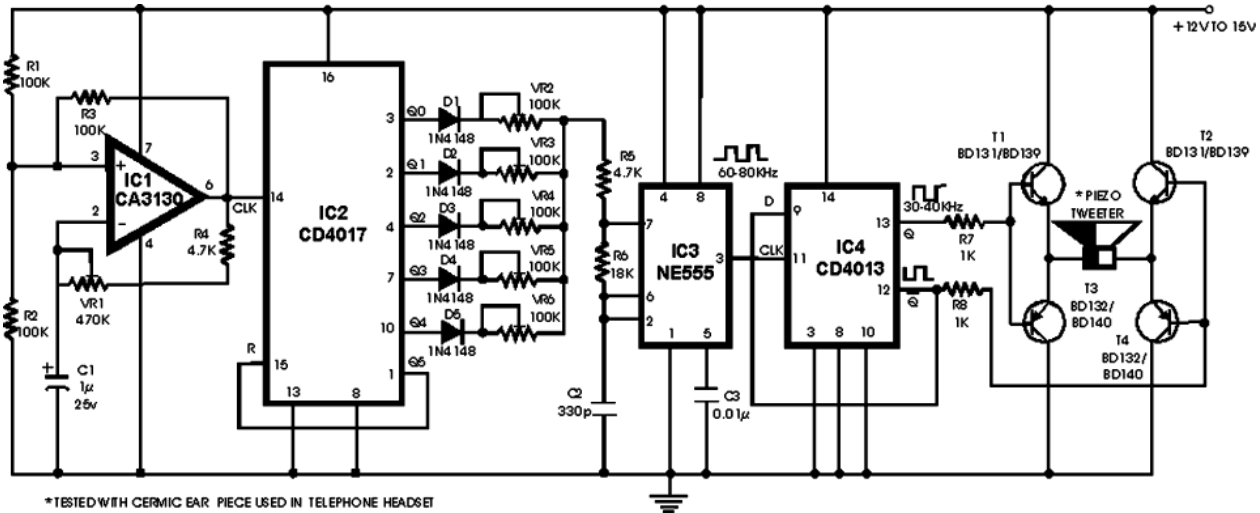 +12V TO 15V
R1
100K
R3
100K
3
+
7
IC1
CA3130
6
2
–
4
CLK
R4
4.7K
VR1
470K
R2
100K
+
C1
1µ
25v
16
14
IC2
CD4017
3
Q0
2
Q1
4
Q2
7
Q3
10
Q4
1
Q5
R
15
13
8
D1
1N4148
D2
1N4148
D3
1N4148
D4
1N4148
D5
1N4148
VR2
100K
VR3
100K
VR4
100K
VR5
100K
VR6
100K
R5
4.7K
R6
18K
C2
330p
4
8
7
IC3
NE555
3
6
2
1
5
C3
0.01µ
60-80KHz
D
9
CLK
11
14
IC4
CD4013
13
Q
12
Q
3
8
10
30-40KHz
R7
1K
R8
1K
T1
BD131/BD139
T2
BD131/BD139
*PIEZO
TWEETER
T3
BD132/
BD140
T4
BD132/
BD140
*TESTED WITH CERMIC EAR PIECE USED IN TELEPHONE HEADSET